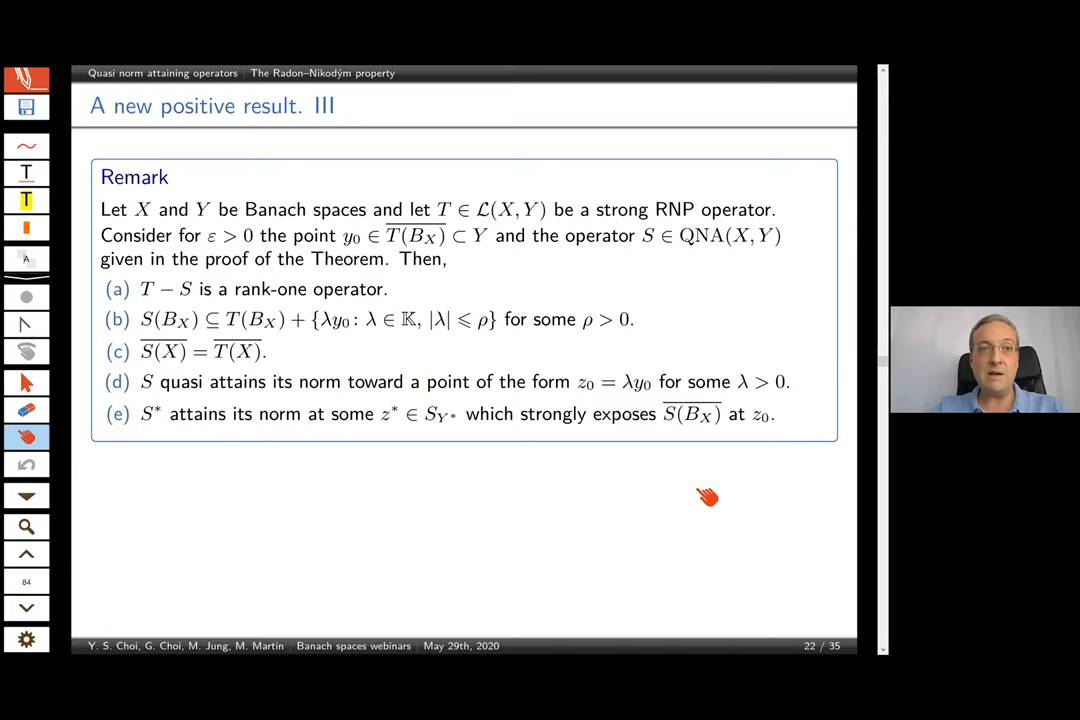 Quasi norm attaining operators | The Radon–Nikodým property
A new positive result. III
Remark
Let X and Y be Banach spaces and let T ∈ ℒ(X, Y) be a strong RNP operator.
Consider for ε > 0 the point y₀ ∈ \overline{T(B_X)} ⊂ Y and the operator S ∈ QNA(X, Y)
given in the proof of the Theorem. Then,
(a) T − S is a rank-one operator.
(b) S(B_X) ⊆ T(B_X) + {λy₀ : λ ∈ 𝕂, |λ| ⩽ ρ} for some ρ > 0.
(c) \overline{S(X)} = \overline{T(X)}.
(d) S quasi attains its norm toward a point of the form z₀ = λy₀ for some λ > 0.
(e) S* attains its norm at some z* ∈ S_{Y*} which strongly exposes \overline{S(B_X)} at z₀.
T
T
A
84
Y. S. Choi, G. Choi, M. Jung, M. Martin | Banach spaces webinars | May 29th, 2020
22 / 35